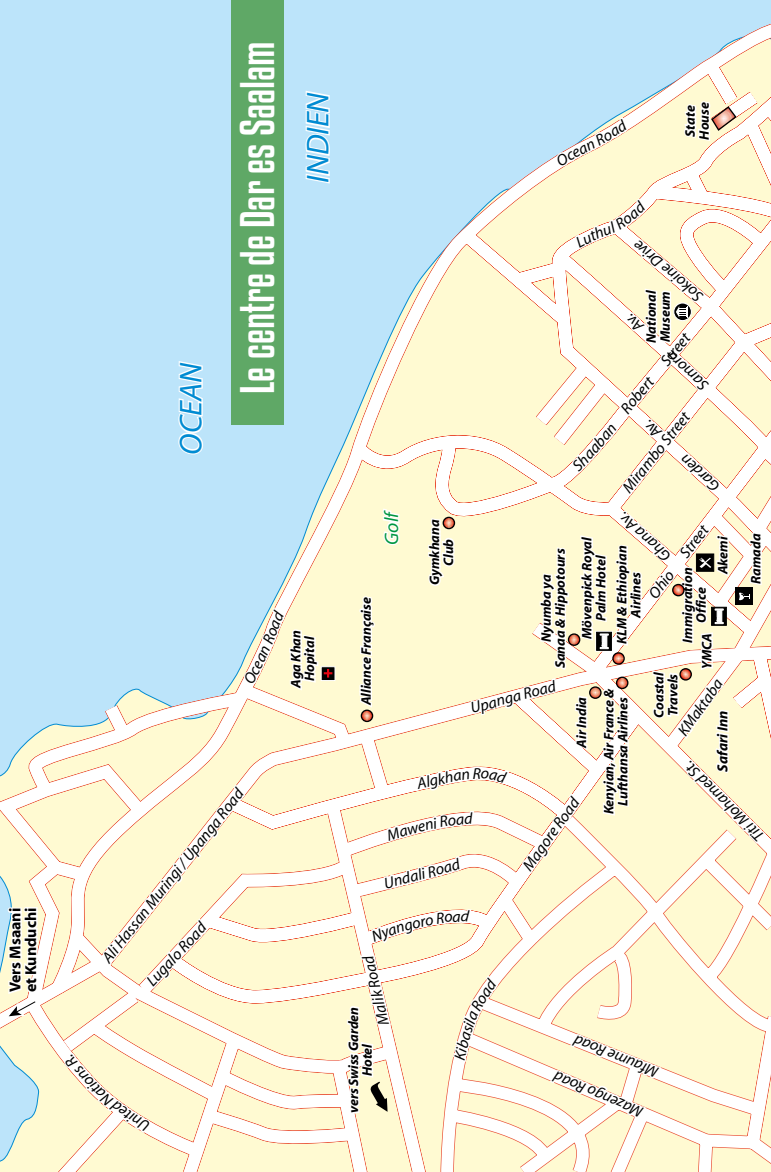 Le centre de Dar es Saalam
OCEAN
INDIEN
Ocean Road
State
House
Luthul Road
Sokoine Drive
National
Museum
Av.
Street
Samora
Shaaban
Robert
Mirambo Street
Av.
Garden
Ghana Av.
Ohio
Street
Golf
Gymkhana
Club
Nyumba ya
Sanaa & Hippotours
Mövenpick Royal
Palm Hotel
KLM & Ethiopian
Airlines
Immigration
Office
Akemi
Ramada
YMCA
Ocean Road
Aga Khan
Hopital
Alliance Française
Upanga Road
Air India
Kenyian, Air France &
Lufthansa Airlines
Coastal
Travels
KMaktaba
Safari Inn
Titi Mohamed St.
Algkhan Road
Maweni Road
Undali Road
Nyangoro Road
Magore Road
Ali Hassan Muringi / Upanga Road
Lugalo Road
Malik Road
Kibasila Road
Vers Msaani
et Kunduchi
United Nations R.
vers Swiss Garden
Hotel
Mfaume Road
Mazengo Road